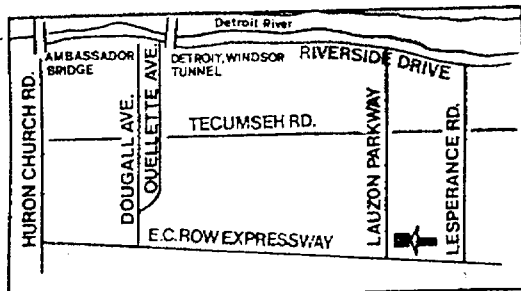 Detroit River
AMBASSADOR
BRIDGE
DETROIT, WINDSOR
TUNNEL
RIVERSIDE DRIVE
HURON CHURCH RD.
DOUGALL AVE.
OUELLETTE AVE.
TECUMSEH RD.
LAUZON PARKWAY
LESPERANCE RD.
E.C. ROW EXPRESSWAY